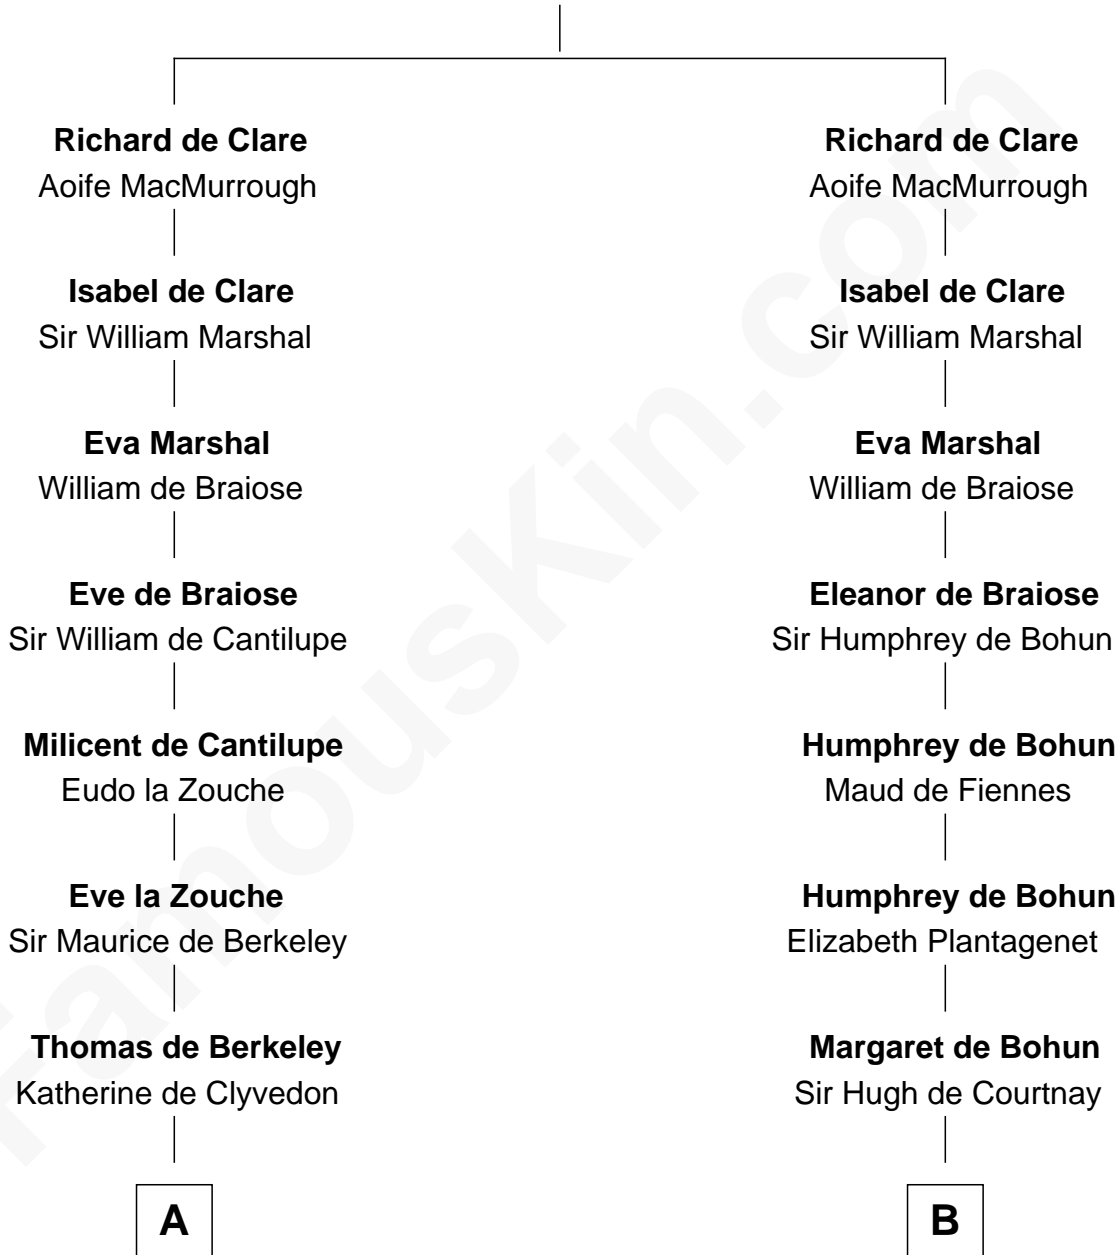 Richard de Clare
Aoife MacMurrough
Isabel de Clare
Sir William Marshal
Eva Marshal
William de Braiose
Eve de Braiose
Sir William de Cantilupe
Milicent de Cantilupe
Eudo la Zouche
Eve la Zouche
Sir Maurice de Berkeley
Thomas de Berkeley
Katherine de Clyvedon
A
Richard de Clare
Aoife MacMurrough
Isabel de Clare
Sir William Marshal
Eva Marshal
William de Braiose
Eleanor de Braiose
Sir Humphrey de Bohun
Humphrey de Bohun
Maud de Fiennes
Humphrey de Bohun
Elizabeth Plantagenet
Margaret de Bohun
Sir Hugh de Courtnay
B
FamousKin.com